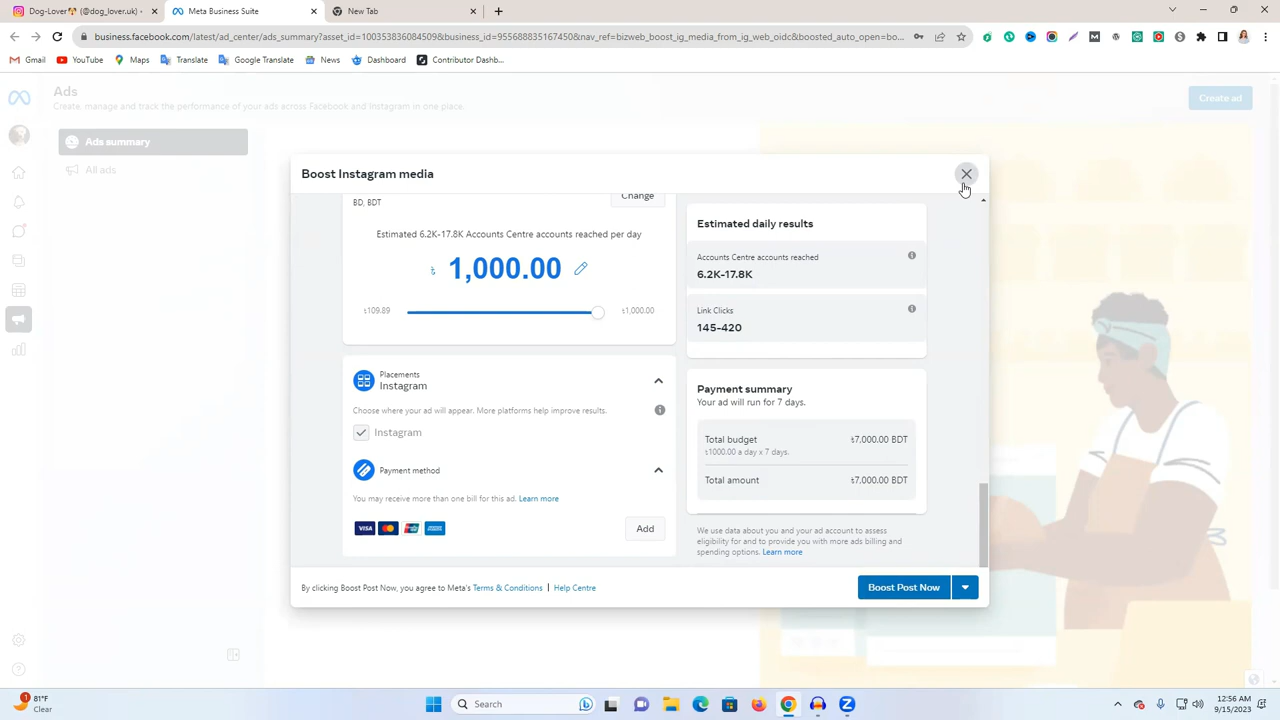 Dog-Lover🐶 (@dog_lover.uk) •
Meta Business Suite
New Tab
business.facebook.com/latest/ad_center/ads_summary?asset_id=100353836084509&business_id=955688835167450&nav_ref=bizweb_boost_ig_media_from_ig_web_oidc&boosted_auto_open=boo...
Gmail
YouTube
Maps
Translate
Google Translate
News
Dashboard
Contributor Dashb...
Ads
Create, manage and track the performance of your ads across Facebook and Instagram in one place.
Create ad
Ads summary
All ads
Boost Instagram media
BD, BDT
Change
Estimated 6.2K-17.8K Accounts Centre accounts reached per day
৳ 1,000.00
৳109.89
৳1,000.00
Placements
Instagram
Choose where your ad will appear. More platforms help improve results.
Instagram
Payment method
You may receive more than one bill for this ad. Learn more
VISA
Add
Estimated daily results
Accounts Centre accounts reached
6.2K-17.8K
Link Clicks
145-420
Payment summary
Your ad will run for 7 days.
Total budget
৳7,000.00 BDT
৳1000.00 a day x 7 days.
Total amount
৳7,000.00 BDT
We use data about you and your ad account to assess
eligibility for and to provide you with more ads billing and
spending options. Learn more
By clicking Boost Post Now, you agree to Meta's Terms & Conditions | Help Centre
Boost Post Now
1
81°F
Clear
Search
12:56 AM
9/15/2023